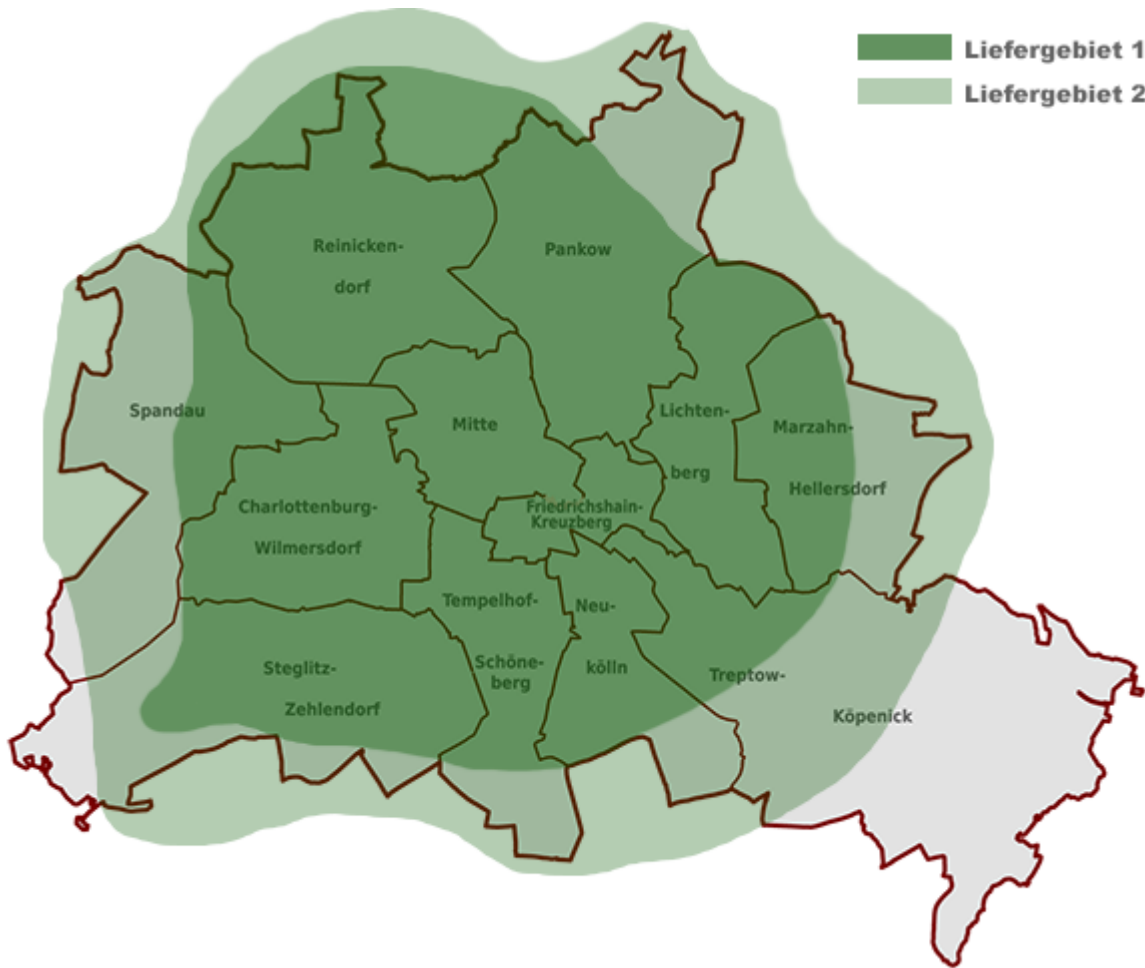 Liefergebiet 1
Liefergebiet 2
Reinicken-
dorf
Pankow
Spandau
Mitte
Lichten-
berg
Marzahn-
Hellersdorf
Charlottenburg-
Wilmersdorf
Friedrichshain-
Kreuzberg
Tempelhof-
Schöne-
berg
Neu-
kölln
Steglitz-
Zehlendorf
Treptow-
Köpenick